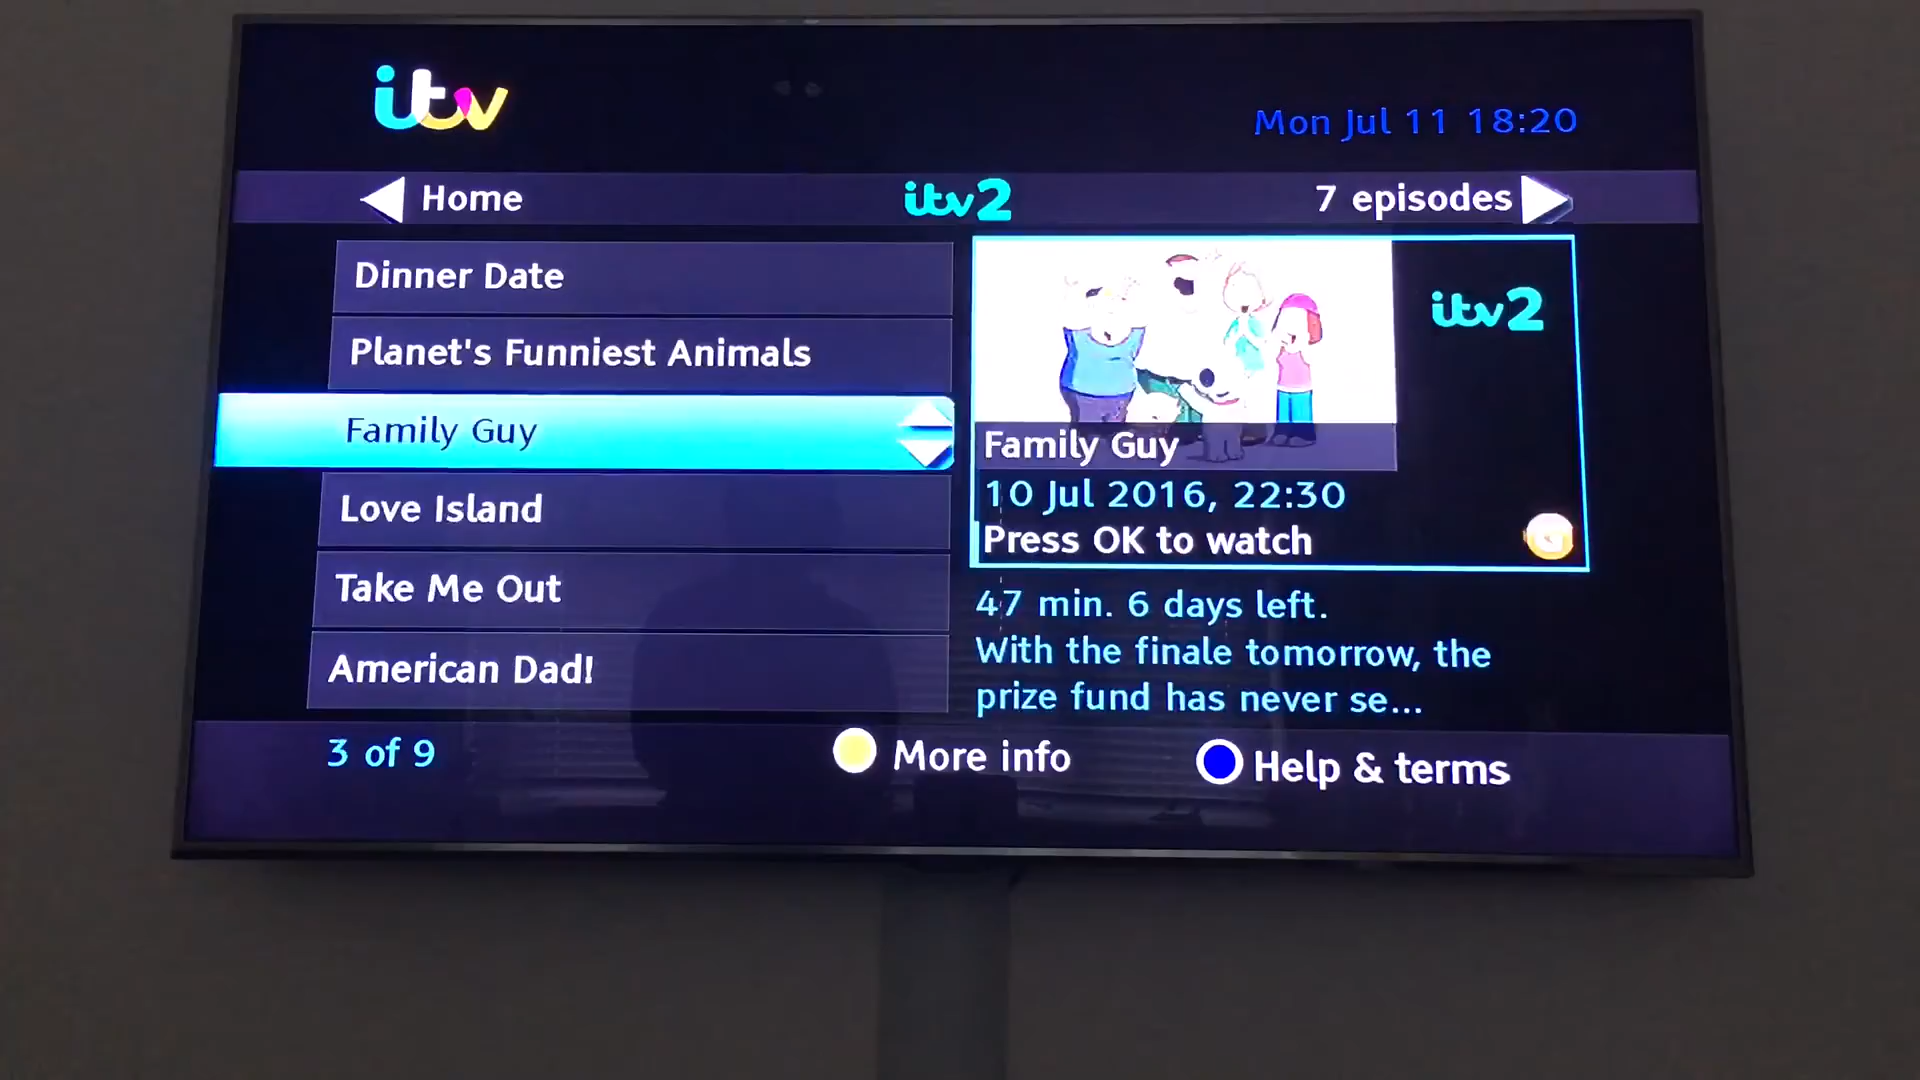 itv
Mon Jul 11 18:20
Home
itv2
7 episodes
Dinner Date
Planet's Funniest Animals
Family Guy
Love Island
Take Me Out
American Dad!
itv2
Family Guy
10 Jul 2016, 22:30
Press OK to watch
47 min. 6 days left.
With the finale tomorrow, the
prize fund has never se...
3 of 9
More info
Help & terms